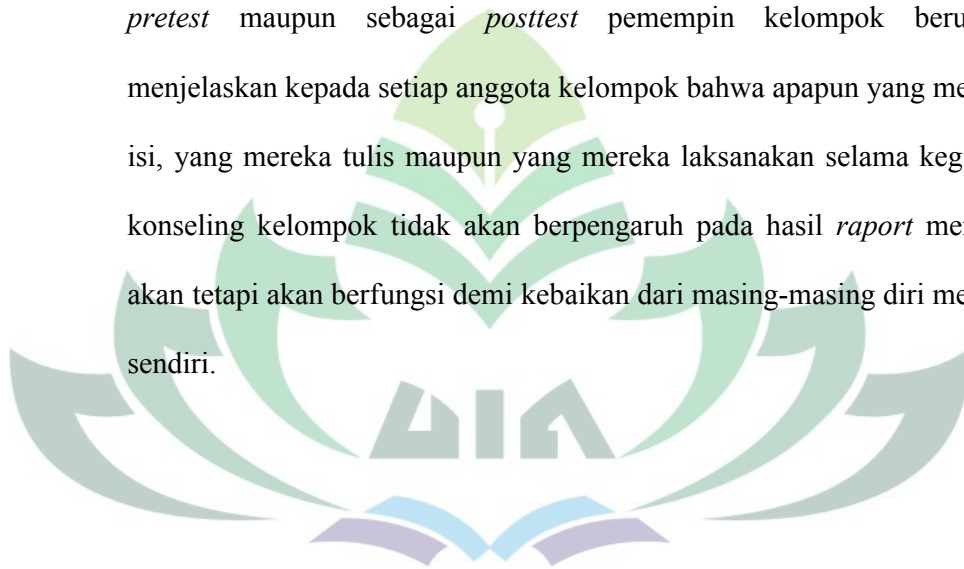 pretest maupun sebagai posttest pemempin kelompok beru
menjelaskan kepada setiap anggota kelompok bahwa apapun yang me
isi, yang mereka tulis maupun yang mereka laksanakan selama keg
konseling kelompok tidak akan berpengaruh pada hasil raport me
akan tetapi akan berfungsi demi kebaikan dari masing-masing diri me
sendiri.
UIN